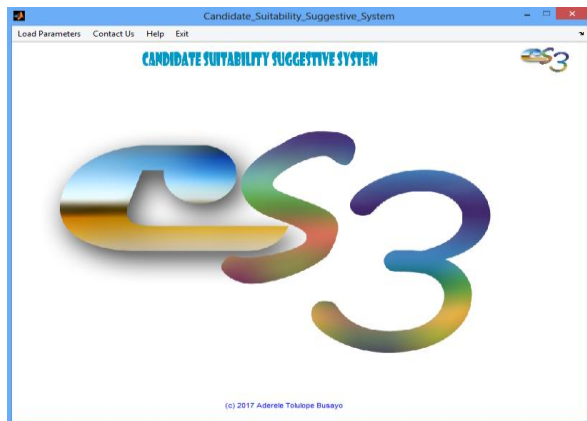 Candidate_Suitability_Suggestive_System
Load Parameters Contact Us Help Exit
CANDIDATE SUITABILITY SUGGESTIVE SYSTEM
CS3
CS3
(c) 2017 Aderele Tolulope Busayo